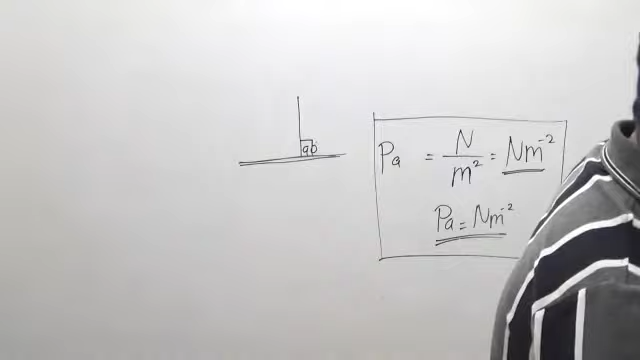 90°
Pa = N/m² = Nm⁻²
Pa = Nm⁻²